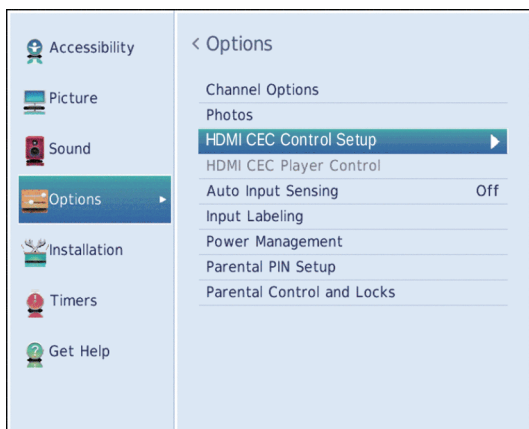 Accessibility
Picture
Sound
Options
Installation
Timers
Get Help
< Options
Channel Options
Photos
HDMI CEC Control Setup
HDMI CEC Player Control
Auto Input Sensing Off
Input Labeling
Power Management
Parental PIN Setup
Parental Control and Locks